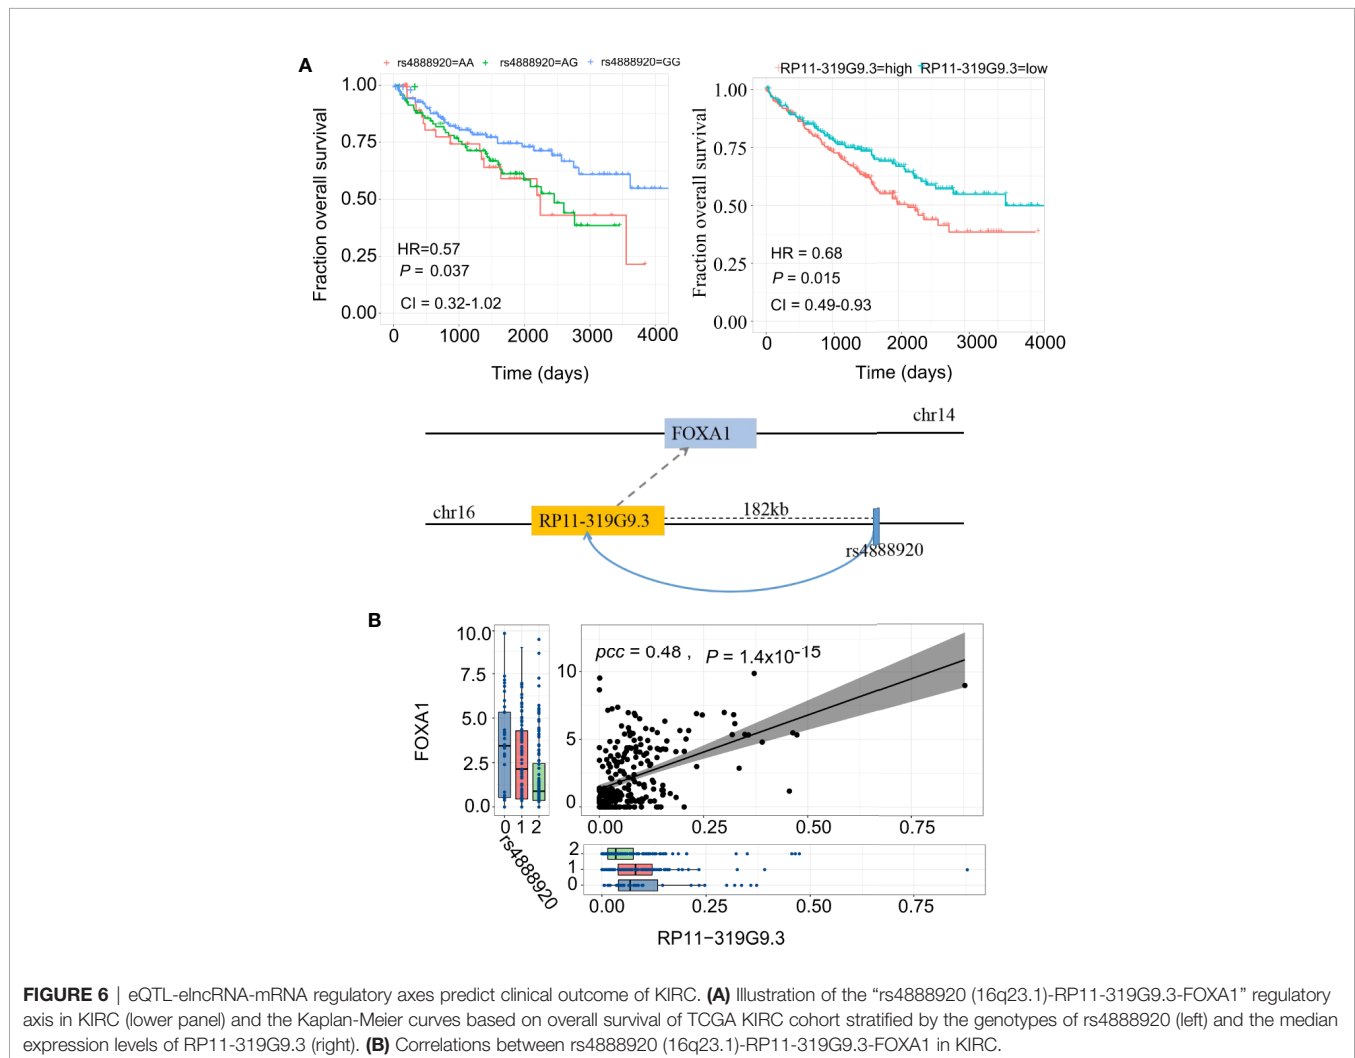 A
rs4888920=AA rs4888920=AG rs4888920=GG
1.00
0.75
0.50
0.25
0.00
Fraction overall survival
HR=0.57
P = 0.037
CI = 0.32-1.02
0 1000 2000 3000 4000
Time (days)
RP11-319G9.3=high RP11-319G9.3=low
1.00
0.75
0.50
0.25
0.00
Fraction overall survival
HR = 0.68
P = 0.015
CI = 0.49-0.93
0 1000 2000 3000 4000
Time (days)
chr14
FOXA1
chr16
RP11-319G9.3
182kb
rs4888920
B
10.0
7.5
5.0
2.5
0.0
FOXA1
0 1 2
rs4888920
pcc = 0.48 , P = 1.4x10-15
10
5
0
0.00 0.25 0.50 0.75
2
1
0
0.00 0.25 0.50 0.75
RP11−319G9.3
FIGURE 6 | eQTL-elncRNA-mRNA regulatory axes predict clinical outcome of KIRC. (A) Illustration of the “rs4888920 (16q23.1)-RP11-319G9.3-FOXA1” regulatory
axis in KIRC (lower panel) and the Kaplan-Meier curves based on overall survival of TCGA KIRC cohort stratified by the genotypes of rs4888920 (left) and the median
expression levels of RP11-319G9.3 (right). (B) Correlations between rs4888920 (16q23.1)-RP11-319G9.3-FOXA1 in KIRC.